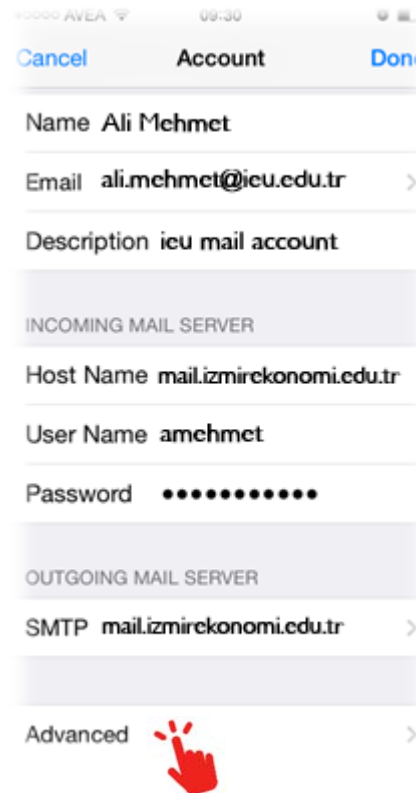 AVEA 09:30
Cancel Account Done
Name Ali Mehmet
Email ali.mehmet@ieu.edu.tr
Description ieu mail account
INCOMING MAIL SERVER
Host Name mail.izmirekonomi.edu.tr
User Name amehmet
Password •••••••••••
OUTGOING MAIL SERVER
SMTP mail.izmirekonomi.edu.tr
Advanced